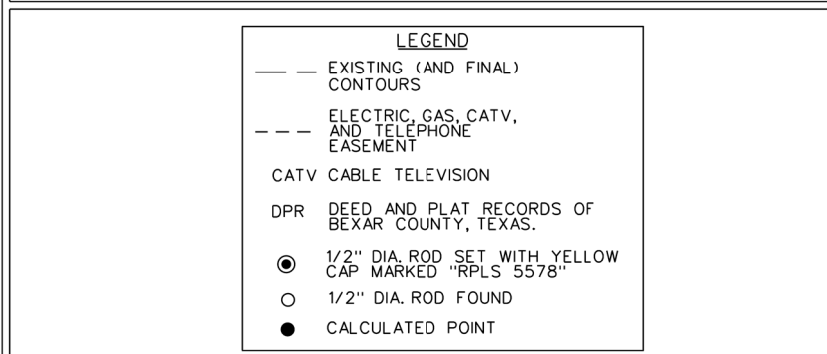 LEGEND
EXISTING (AND FINAL)
CONTOURS
ELECTRIC, GAS, CATV,
AND TELEPHONE
EASEMENT
CATV CABLE TELEVISION
DPR DEED AND PLAT RECORDS OF
BEXAR COUNTY, TEXAS.
1/2" DIA. ROD SET WITH YELLOW
CAP MARKED "RPLS 5578"
1/2" DIA. ROD FOUND
CALCULATED POINT